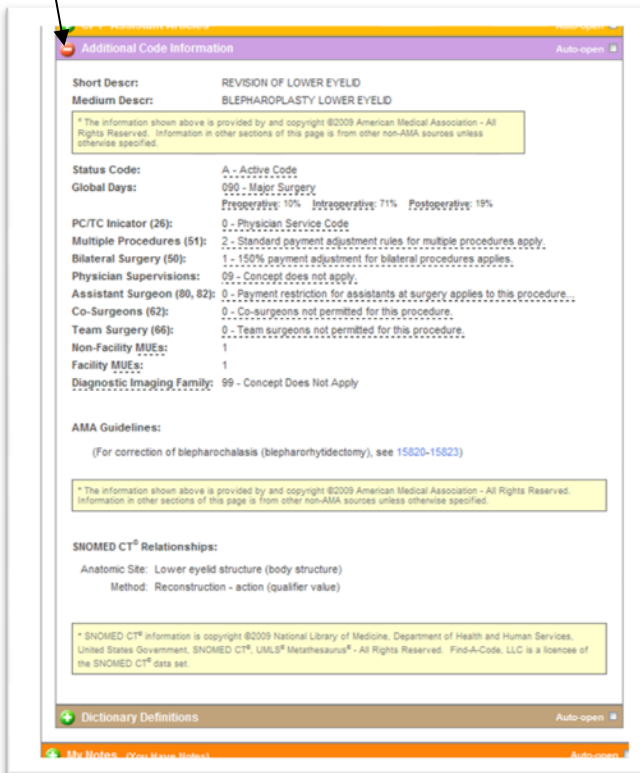 CPT Assistant Articles Auto-open
Additional Code Information Auto-open
Short Descr: REVISION OF LOWER EYELID
Medium Descr: BLEPHAROPLASTY LOWER EYELID
* The information shown above is provided by and copyright ©2009 American Medical Association - All
Rights Reserved. Information in other sections of this page is from other non-AMA sources unless
otherwise specified.
Status Code: A - Active Code
Global Days: 090 - Major Surgery
Preoperative: 10% Intraoperative: 71% Postoperative: 19%
PC/TC Inicator (26): 0 - Physician Service Code
Multiple Procedures (51): 2 - Standard payment adjustment rules for multiple procedures apply.
Bilateral Surgery (50): 1 - 150% payment adjustment for bilateral procedures applies.
Physician Supervisions: 09 - Concept does not apply.
Assistant Surgeon (80, 82): 0 - Payment restriction for assistants at surgery applies to this procedure...
Co-Surgeons (62): 0 - Co-surgeons not permitted for this procedure.
Team Surgery (66): 0 - Team surgeons not permitted for this procedure.
Non-Facility MUEs: 1
Facility MUEs: 1
Diagnostic Imaging Family: 99 - Concept Does Not Apply
AMA Guidelines:
(For correction of blepharochalasis (blepharorhytidectomy), see 15820-15823)
* The information shown above is provided by and copyright ©2009 American Medical Association - All Rights Reserved.
Information in other sections of this page is from other non-AMA sources unless otherwise specified.
SNOMED CT® Relationships:
Anatomic Site: Lower eyelid structure (body structure)
Method: Reconstruction - action (qualifier value)
* SNOMED CT® information is copyright ©2009 National Library of Medicine, Department of Health and Human Services,
United States Government, SNOMED CT®, UMLS® Metathesaurus® - All Rights Reserved. Find-A-Code, LLC is a licencee of
the SNOMED CT® data set.
Dictionary Definitions Auto-open
My Notes (You Have Notes) Auto-open